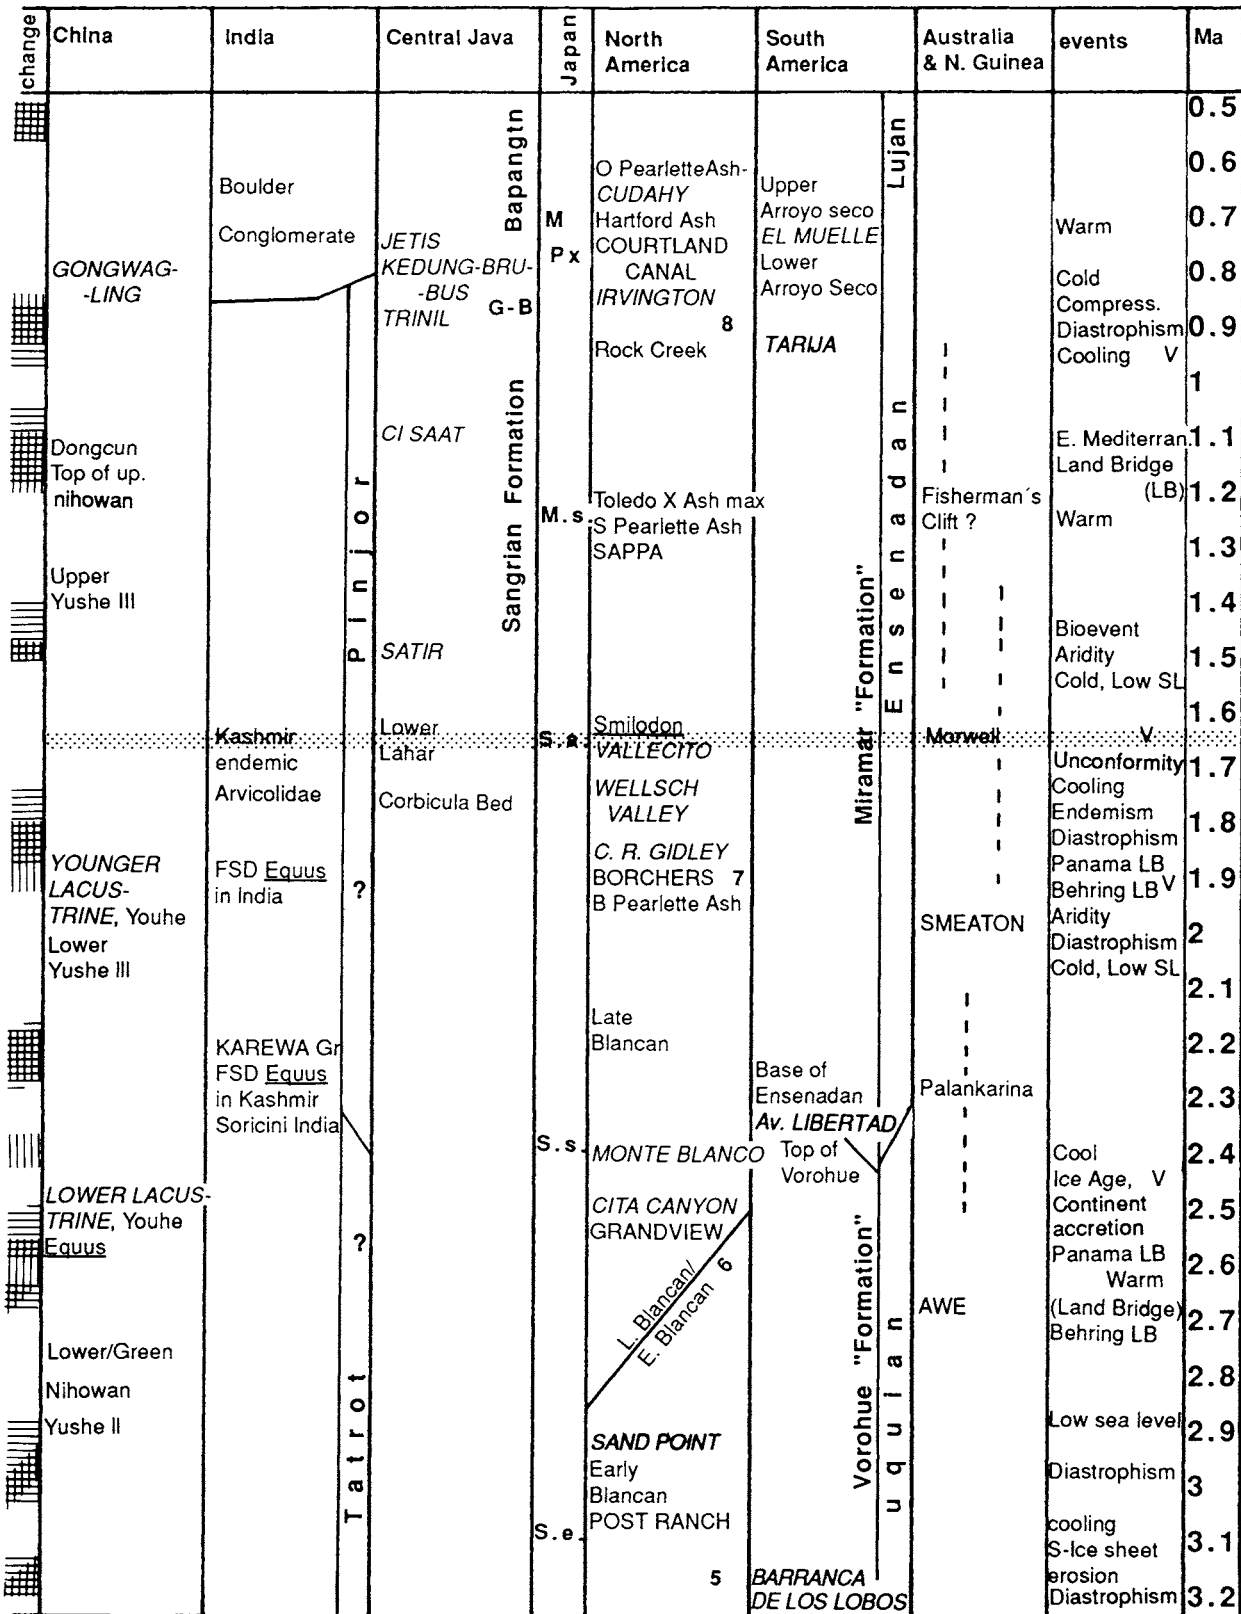 change
China
India
Central Java
Japan
North
America
South
America
Australia
& N. Guinea
events
Ma
GONGWAG-
-LING
Dongcun
Top of up.
nihowan
Upper
Yushe III
YOUNGER
LACUS-
TRINE, Youhe
Lower
Yushe III
LOWER LACUS-
TRINE, Youhe
Equus
Lower/Green
Nihowan
Yushe II
Boulder
Conglomerate
Kashmir
endemic
Arvicolidae
FSD Equus
in India
KAREWA Gr
FSD Equus
in Kashmir
Soricini India
Pinjor
?
?
Tatrot
JETIS
KEDUNG-BRU-
-BUS
TRINIL
G-B
CI SAAT
SATIR
Lower
Lahar
Corbicula Bed
Bapangtn
Sangrian Formation
M
Px
M.s.
S.a.
S.s.
S.e.
O PearletteAsh-
CUDAHY
Hartford Ash
COURTLAND
CANAL
IRVINGTON
8
Rock Creek
Toledo X Ash max
S Pearlette Ash
SAPPA
Smilodon
VALLECITO
WELLSCH
VALLEY
C. R. GIDLEY
BORCHERS 7
B Pearlette Ash
Late
Blancan
MONTE BLANCO
CITA CANYON
GRANDVIEW
L. Blancan/
E. Blancan 6
SAND POINT
Early
Blancan
POST RANCH
5
Upper
Arroyo seco
EL MUELLE
Lower
Arroyo Seco
TARIJA
Base of
Ensenadan
Av. LIBERTAD
Top of
Vorohue
BARRANCA
DE LOS LOBOS
Miramar "Formation"
Vorohue "Formation"
Lujan
Ensenadan
uquian
Fisherman´s
Clift ?
Morwell
SMEATON
Palankarina
AWE
Warm
Cold
Compress.
Diastrophism
Cooling V
E. Mediterran.
Land Bridge
(LB)
Warm
Bioevent
Aridity
Cold, Low SL
V
Unconformity
Cooling
Endemism
Diastrophism
Panama LB
Behring LB V
Aridity
Diastrophism
Cold, Low SL
Cool
Ice Age, V
Continent
accretion
Panama LB
Warm
(Land Bridge)
Behring LB
Low sea level
Diastrophism
cooling
S-Ice sheet
erosion
Diastrophism
0.5
0.6
0.7
0.8
0.9
1
1.1
1.2
1.3
1.4
1.5
1.6
1.7
1.8
1.9
2
2.1
2.2
2.3
2.4
2.5
2.6
2.7
2.8
2.9
3
3.1
3.2